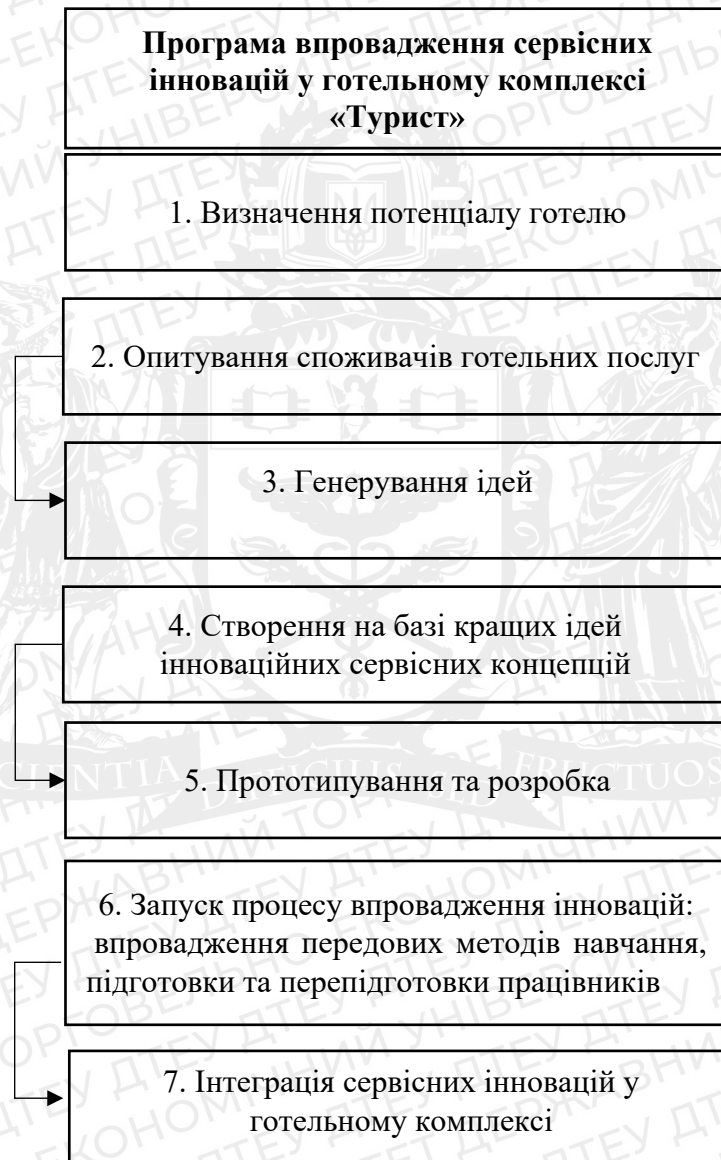 Програма впровадження сервісних
інновацій у готельному комплексі
«Турист»
1. Визначення потенціалу готелю
2. Опитування споживачів готельних послуг
3. Генерування ідей
4. Створення на базі кращих ідей
інноваційних сервісних концепцій
5. Прототипування та розробка
6. Запуск процесу впровадження інновацій:
впровадження передових методів навчання,
підготовки та перепідготовки працівників
7. Інтеграція сервісних інновацій у
готельному комплексі